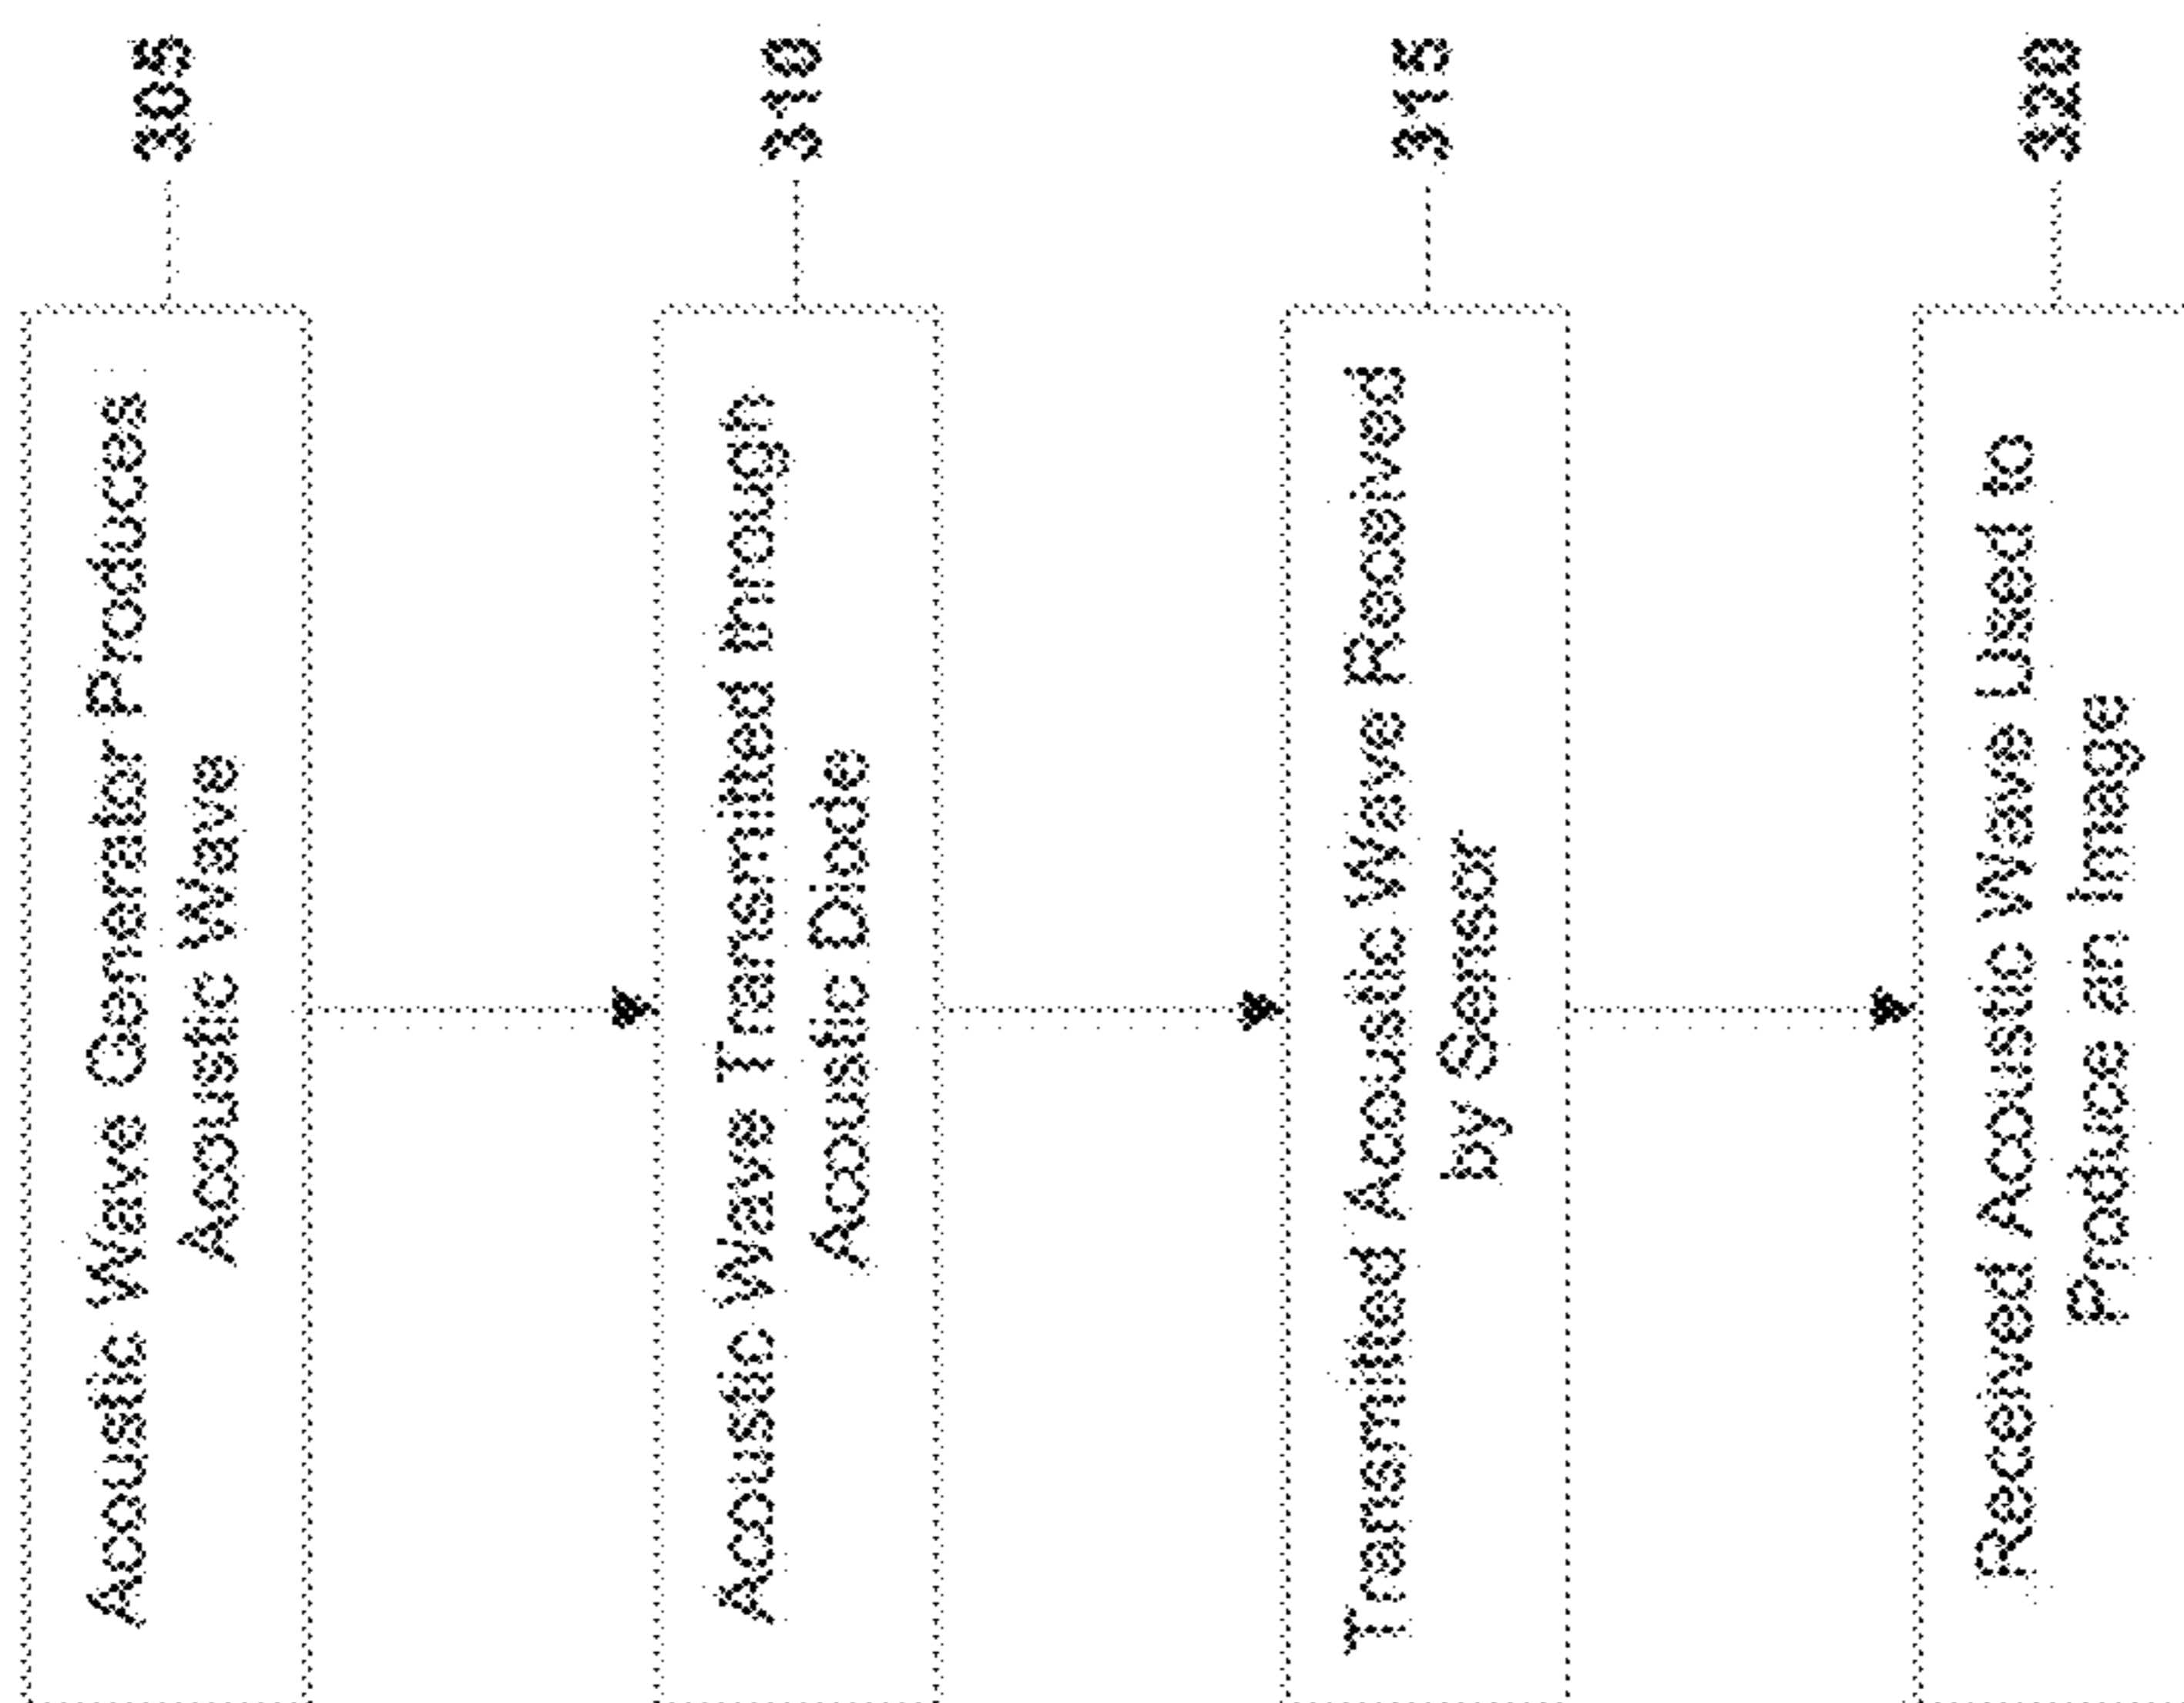 Acoustic Wave Generator Produces
Acoustic Wave
305
Acoustic Wave Transmitted through
Acoustic Diode
310
Transmitted Acoustic Wave Received
by Sensor
315
Received Acoustic Wave Used to
Produce an Image
320